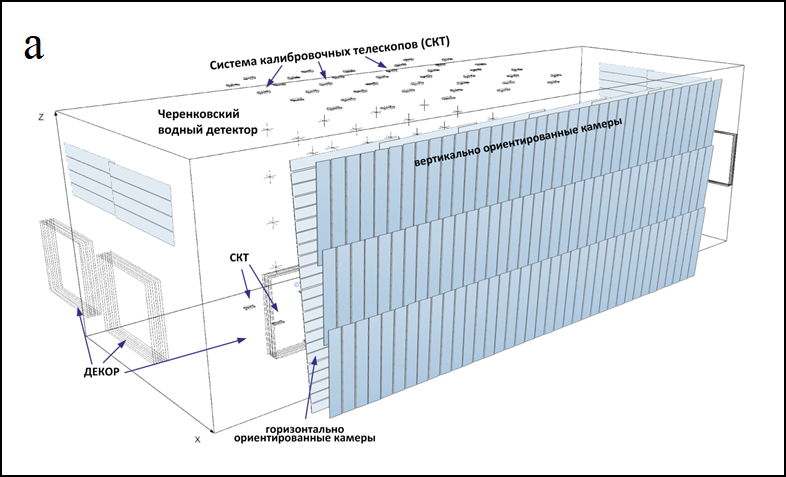 а
Система калибровочных телескопов (СКТ)
Z
Черенковский
водный детектор
вертикально ориентированные камеры
СКТ
ДЕКОР
X
горизонтально
ориентированные камеры